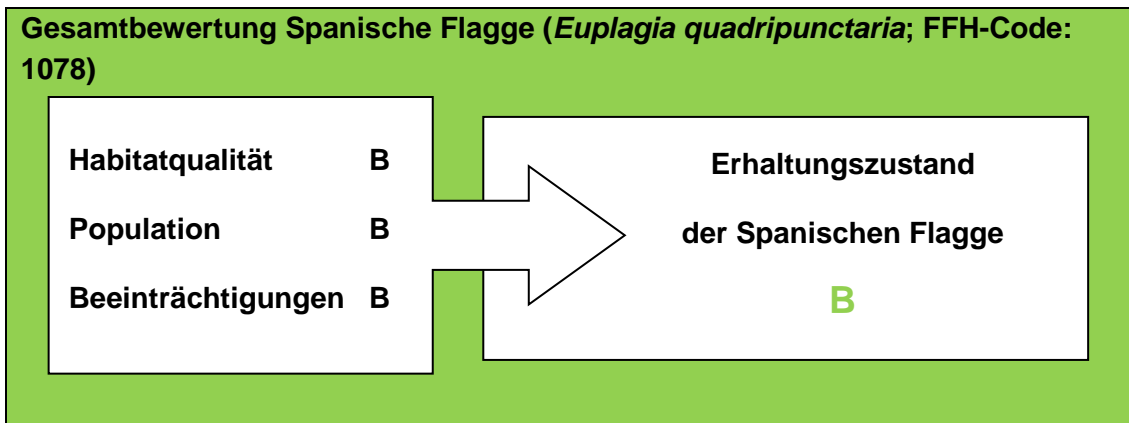 Gesamtbewertung Spanische Flagge (Euplagia quadripunctaria; FFH-Code:
1078)
Habitatqualität B
Population B
Beeinträchtigungen B
Erhaltungszustand
der Spanischen Flagge
B